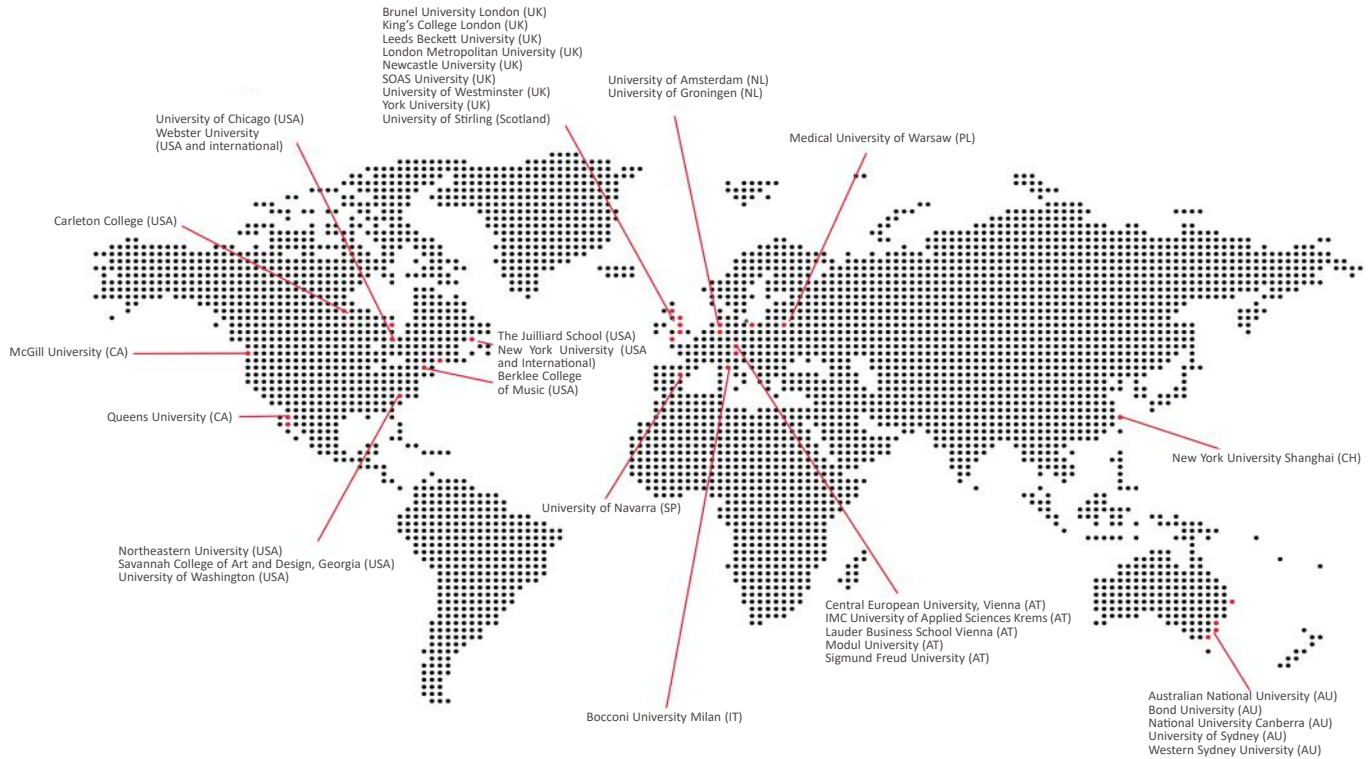 Brunel University London (UK)
King's College London (UK)
Leeds Beckett University (UK)
London Metropolitan University (UK)
Newcastle University (UK)
SOAS University (UK)
University of Westminster (UK)
York University (UK)
University of Stirling (Scotland)
University of Amsterdam (NL)
University of Groningen (NL)
University of Chicago (USA)
Webster University
(USA and international)
Medical University of Warsaw (PL)
Carleton College (USA)
The Juilliard School (USA)
New York University (USA
and International)
Berklee College
of Music (USA)
McGill University (CA)
Queens University (CA)
New York University Shanghai (CH)
University of Navarra (SP)
Northeastern University (USA)
Savannah College of Art and Design, Georgia (USA)
University of Washington (USA)
Central European University, Vienna (AT)
IMC University of Applied Sciences Krems (AT)
Lauder Business School Vienna (AT)
Modul University (AT)
Sigmund Freud University (AT)
Bocconi University Milan (IT)
Australian National University (AU)
Bond University (AU)
National University Canberra (AU)
University of Sydney (AU)
Western Sydney University (AU)